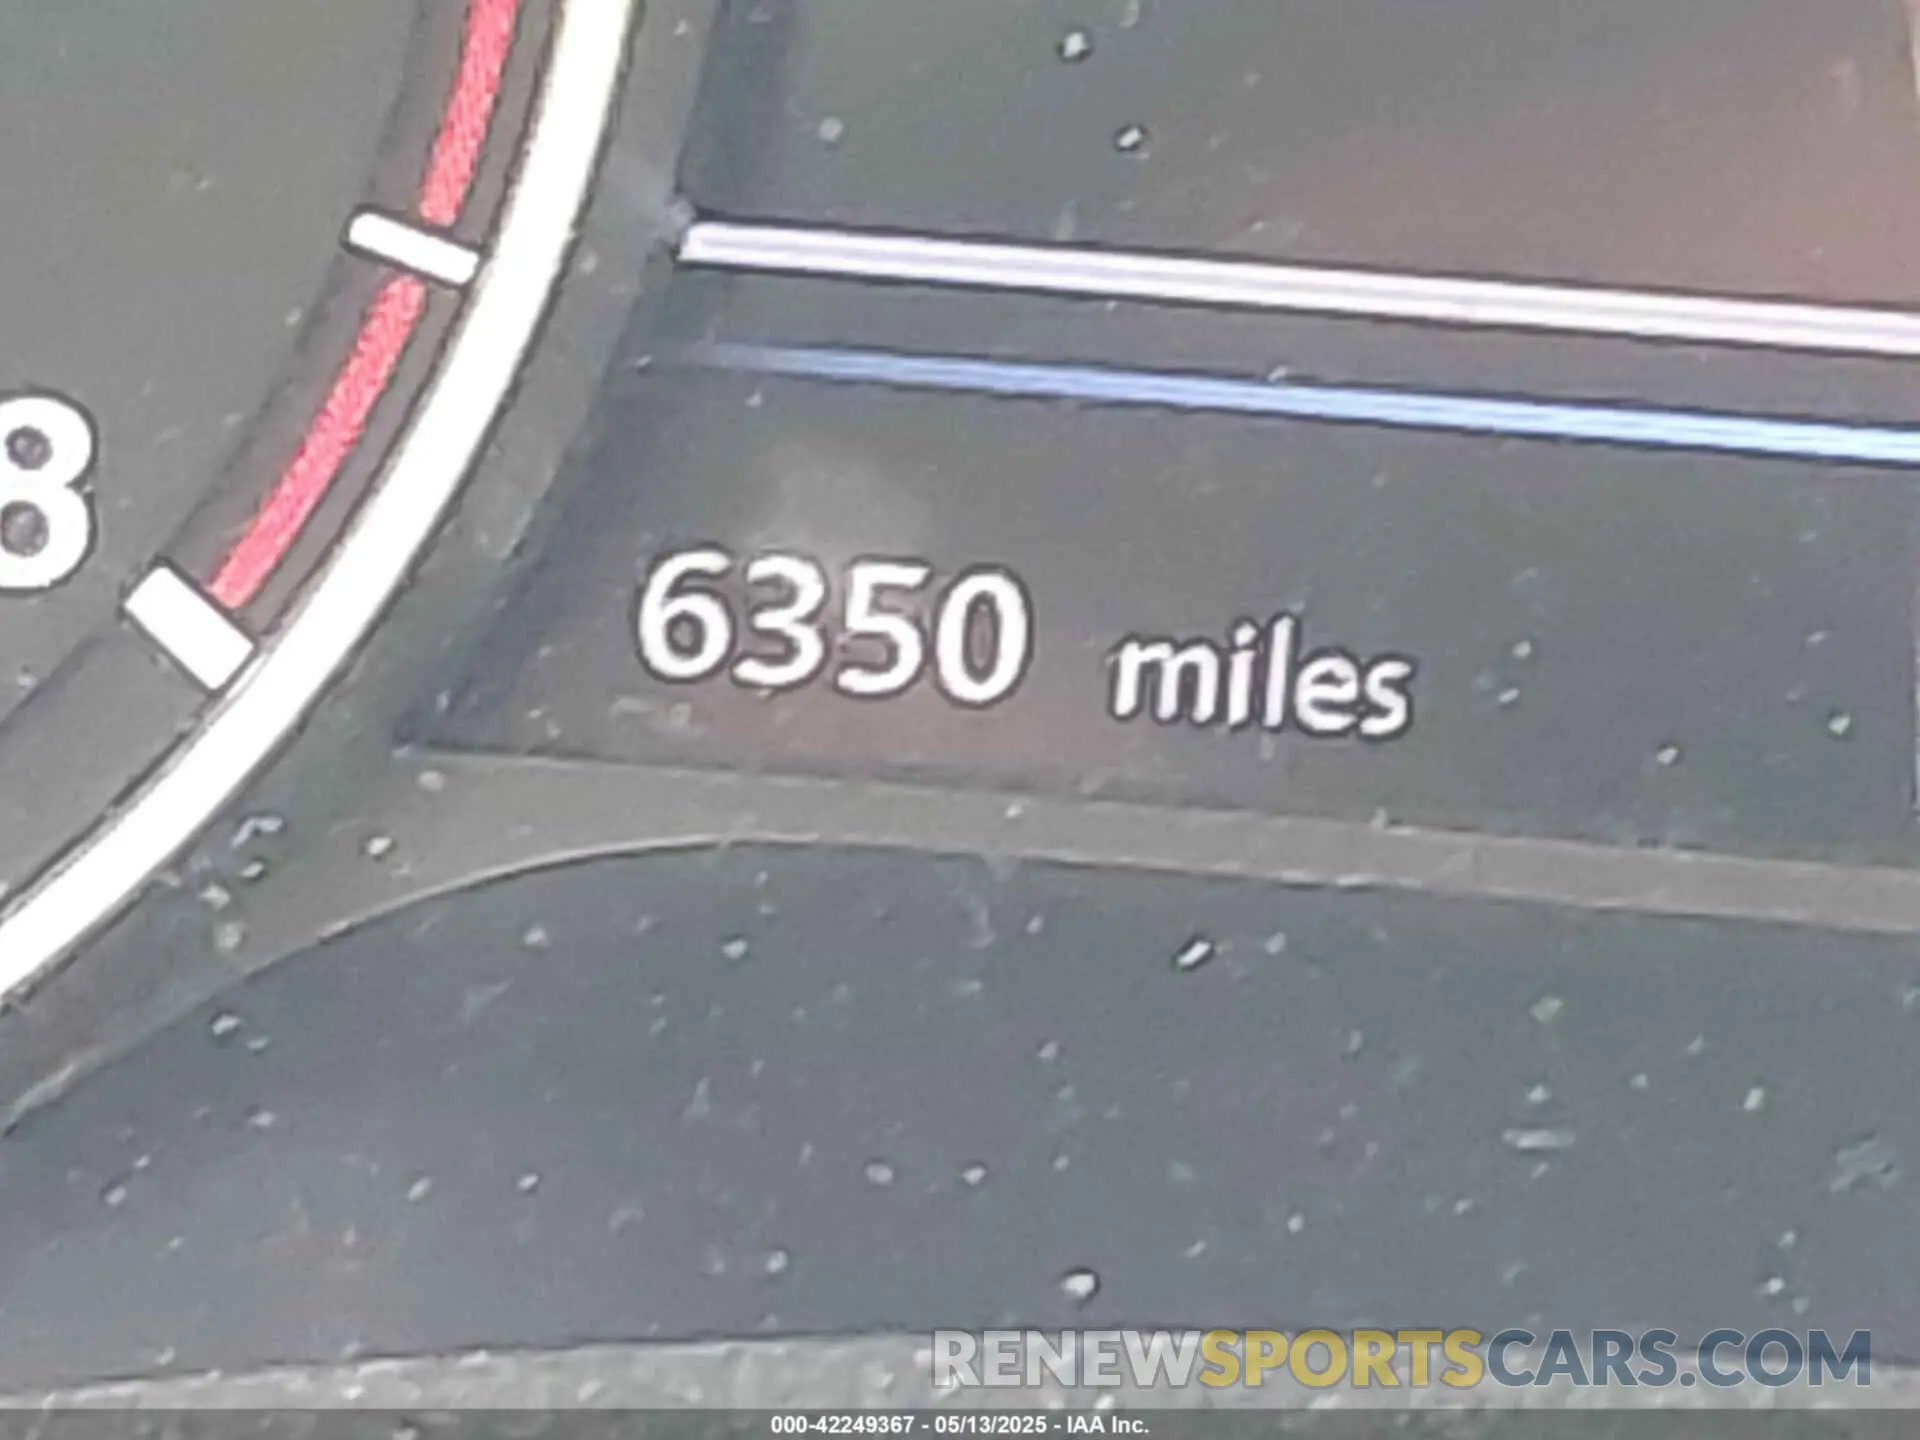 8
6350 miles
RENEWSPORTSCARS.COM
000-42249367 - 05/13/2025 - IAA Inc.